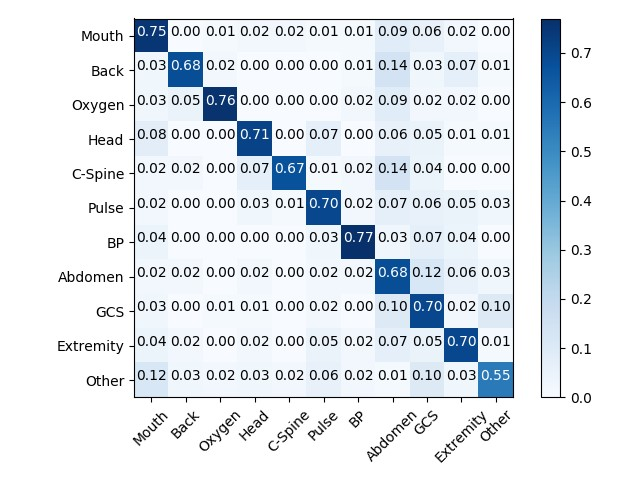 Mouth 0.75 0.00 0.01 0.02 0.02 0.01 0.01 0.09 0.06 0.02 0.00
Back 0.03 0.68 0.02 0.00 0.00 0.00 0.01 0.14 0.03 0.07 0.01
Oxygen 0.03 0.05 0.76 0.00 0.00 0.00 0.02 0.09 0.02 0.02 0.00
Head 0.08 0.00 0.00 0.71 0.00 0.07 0.00 0.06 0.05 0.01 0.01
C-Spine 0.02 0.02 0.00 0.07 0.67 0.01 0.02 0.14 0.04 0.00 0.00
Pulse 0.02 0.00 0.00 0.03 0.01 0.70 0.02 0.07 0.06 0.05 0.03
BP 0.04 0.00 0.00 0.00 0.00 0.03 0.77 0.03 0.07 0.04 0.00
Abdomen 0.02 0.02 0.00 0.02 0.00 0.02 0.02 0.68 0.12 0.06 0.03
GCS 0.03 0.00 0.01 0.01 0.00 0.02 0.00 0.10 0.70 0.02 0.10
Extremity 0.04 0.02 0.00 0.02 0.00 0.05 0.02 0.07 0.05 0.70 0.01
Other 0.12 0.03 0.02 0.03 0.02 0.06 0.02 0.01 0.10 0.03 0.55
Mouth Back Oxygen Head C-Spine Pulse BP Abdomen GCS Extremity Other
0.7
0.6
0.5
0.4
0.3
0.2
0.1
0.0